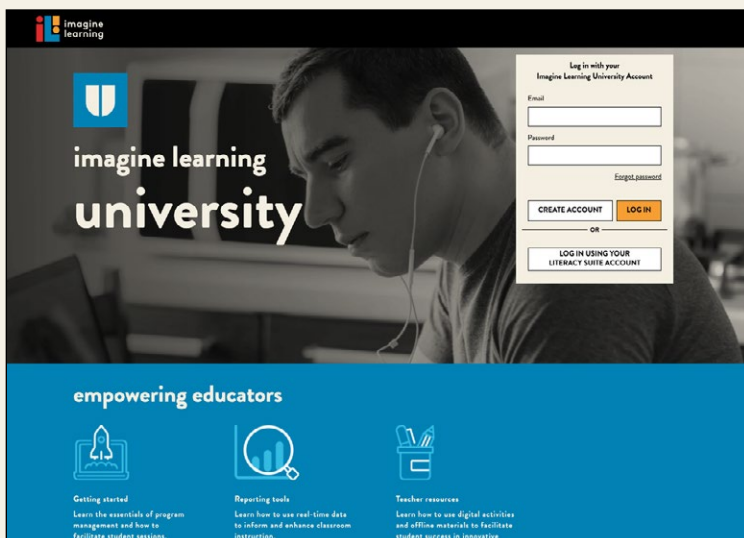 imagine
learning
Log in with your
Imagine Learning University Account
Email
Password
Forgot password
CREATE ACCOUNT
LOG IN
OR
LOG IN USING YOUR
LITERACY SUITE ACCOUNT
imagine learning
university
empowering educators
Getting started
Learn the essentials of program
management and how to
facilitate student sessions.
Reporting tools
Learn how to use real-time data
to inform and enhance classroom
instruction.
Teacher resources
Learn how to use digital activities
and offline materials to facilitate
student success in innovative